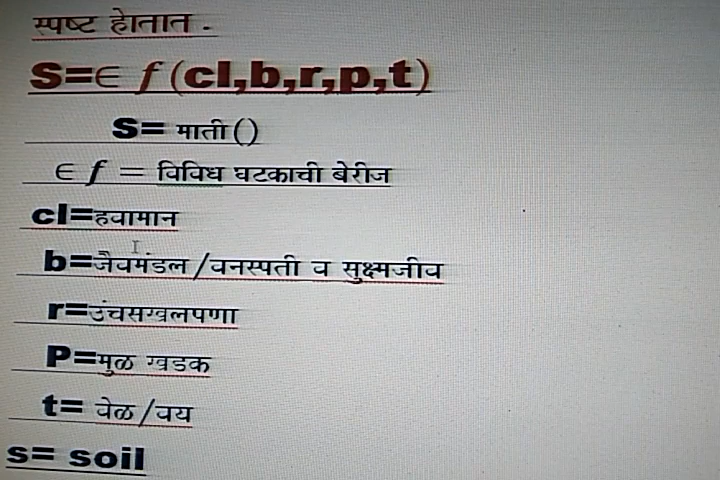 स्पष्ट होतात .
S=∈ f (cl,b,r,p,t)
S= माती ()
∈ f = विविध घटकाची बेरीज
cl=हवामान
b=जैवमंडल /वनस्पती व सुक्ष्मजीव
r=उंचसखलपणा
P=मुळ खडक
t= वेळ /वय
s= soil